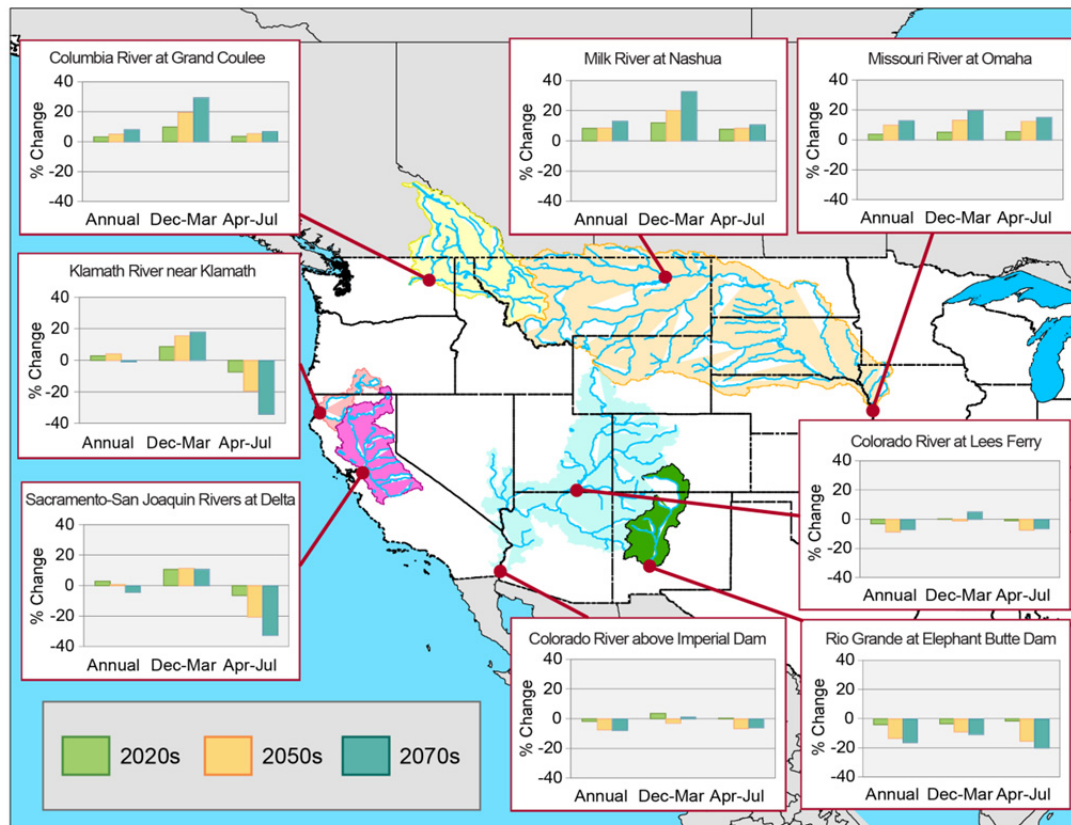 Columbia River at Grand Coulee
40
20
0
-20
-40
% Change
Annual Dec-Mar Apr-Jul
Milk River at Nashua
40
20
0
-20
-40
% Change
Annual Dec-Mar Apr-Jul
Missouri River at Omaha
40
20
0
-20
-40
% Change
Annual Dec-Mar Apr-Jul
Klamath River near Klamath
40
20
0
-20
-40
% Change
Annual Dec-Mar Apr-Jul
Colorado River at Lees Ferry
40
20
0
-20
-40
% Change
Annual Dec-Mar Apr-Jul
Sacramento-San Joaquin Rivers at Delta
40
20
0
-20
-40
% Change
Annual Dec-Mar Apr-Jul
Colorado River above Imperial Dam
40
20
0
-20
-40
% Change
Annual Dec-Mar Apr-Jul
Rio Grande at Elephant Butte Dam
40
20
0
-20
-40
% Change
Annual Dec-Mar Apr-Jul
2020s 2050s 2070s